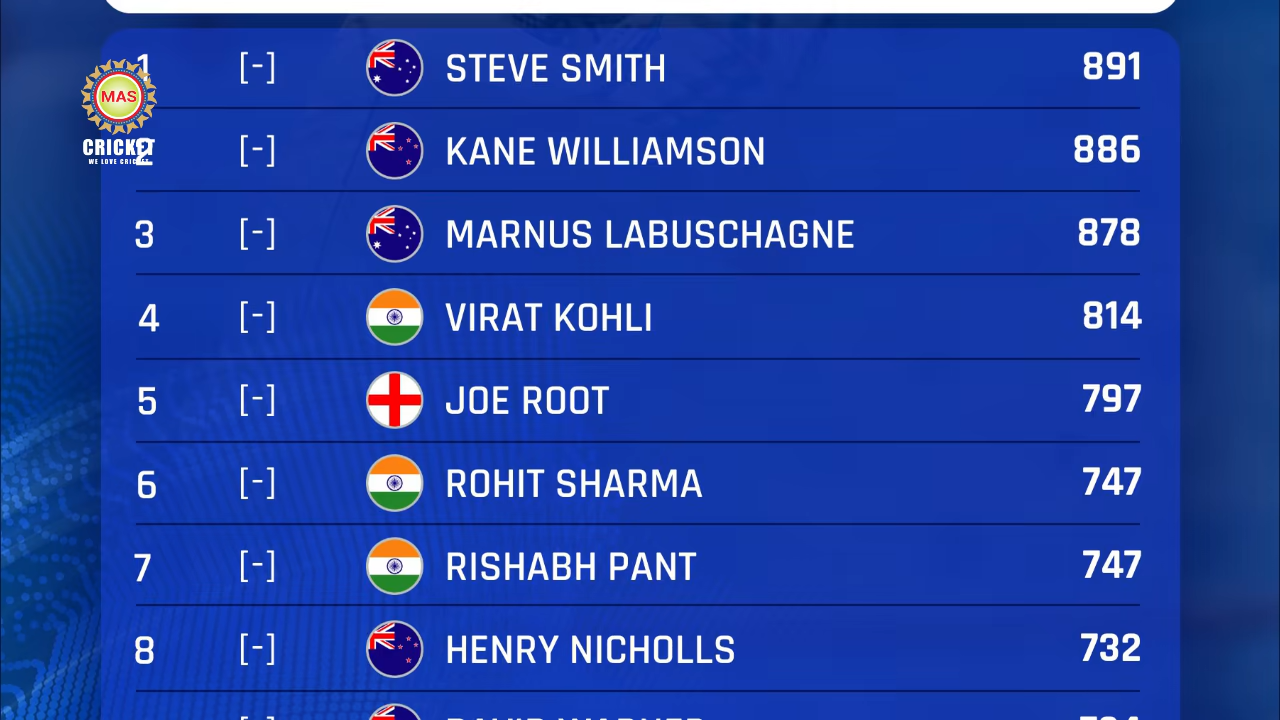 1 [-] STEVE SMITH 891
MAS
CRICKET
WE LOVE CRICKET
2 [-] KANE WILLIAMSON 886
3 [-] MARNUS LABUSCHAGNE 878
4 [-] VIRAT KOHLI 814
5 [-] JOE ROOT 797
6 [-] ROHIT SHARMA 747
7 [-] RISHABH PANT 747
8 [-] HENRY NICHOLLS 732